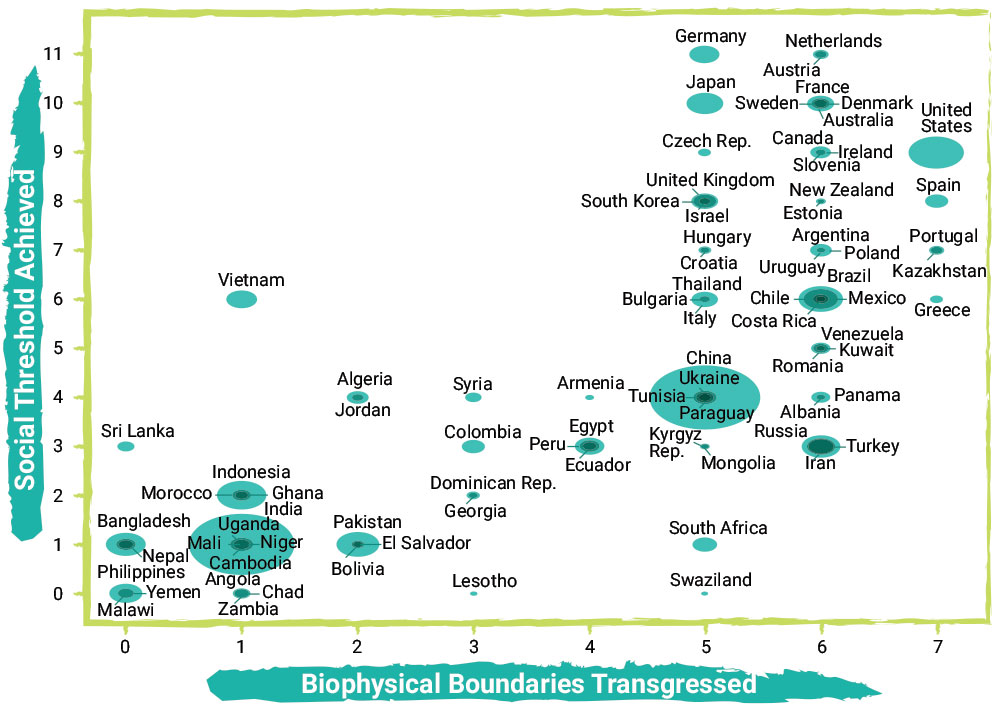 Germany
Netherlands
11
Austria
France
Japan
10
Sweden
Denmark
Australia
United
States
Czech Rep.
Canada
9
Ireland
Slovenia
United Kingdom
New Zealand
Spain
8
South Korea
Israel
Estonia
Hungary
Argentina
Portugal
7
Poland
Croatia
Uruguay
Kazakhstan
Vietnam
Thailand
Brazil
6
Bulgaria
Chile
Mexico
Italy
Costa Rica
Greece
Venezuela
5
Kuwait
Romania
China
Algeria
Syria
Armenia
Ukraine
4
Tunisia
Panama
Jordan
Paraguay
Albania
Sri Lanka
Colombia
Egypt
Kyrgyz
Rep.
Russia
3
Peru
Turkey
Ecuador
Mongolia
Iran
Indonesia
Dominican Rep.
2
Morocco
Ghana
India
Georgia
Bangladesh
Uganda
Pakistan
South Africa
1
Mali
Niger
El Salvador
Nepal
Cambodia
Bolivia
Philippines
Angola
Lesotho
Swaziland
0
Yemen
Chad
Malawi
Zambia
0 1 2 3 4 5 6 7
Social Threshold Achieved
Biophysical Boundaries Transgressed